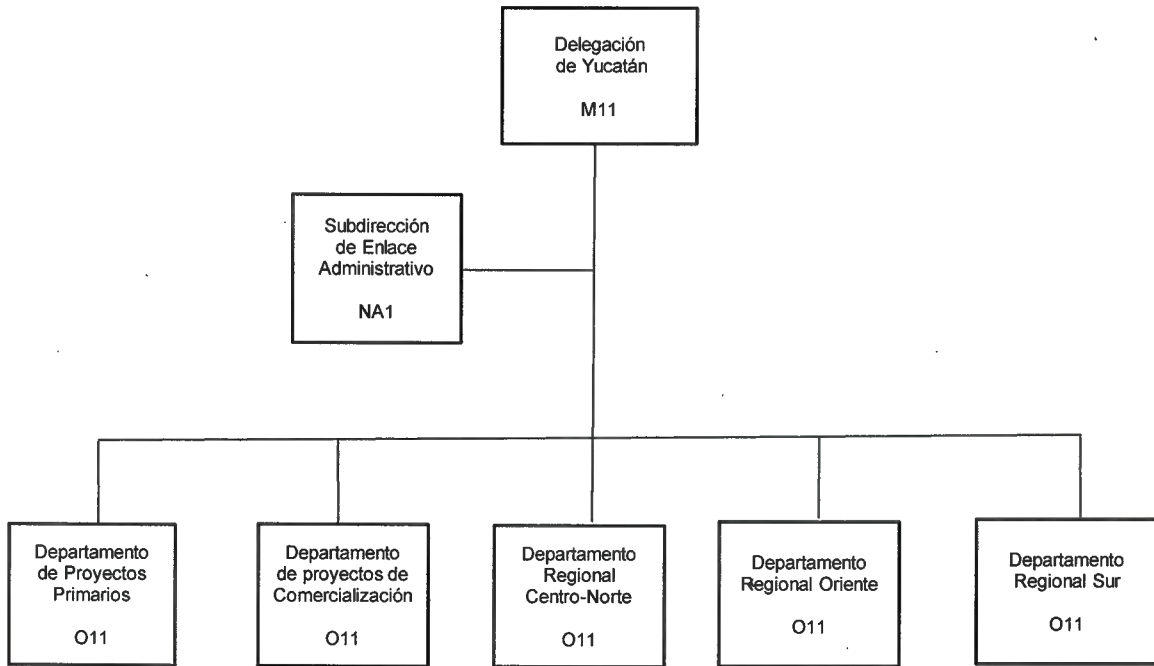 Delegación
de Yucatán
M11
Subdirección
de Enlace
Administrativo
NA1
Departamento
de Proyectos
Primarios
O11
Departamento
de proyectos de
Comercialización
O11
Departamento
Regional
Centro-Norte
O11
Departamento
Regional Oriente
O11
Departamento
Regional Sur
O11